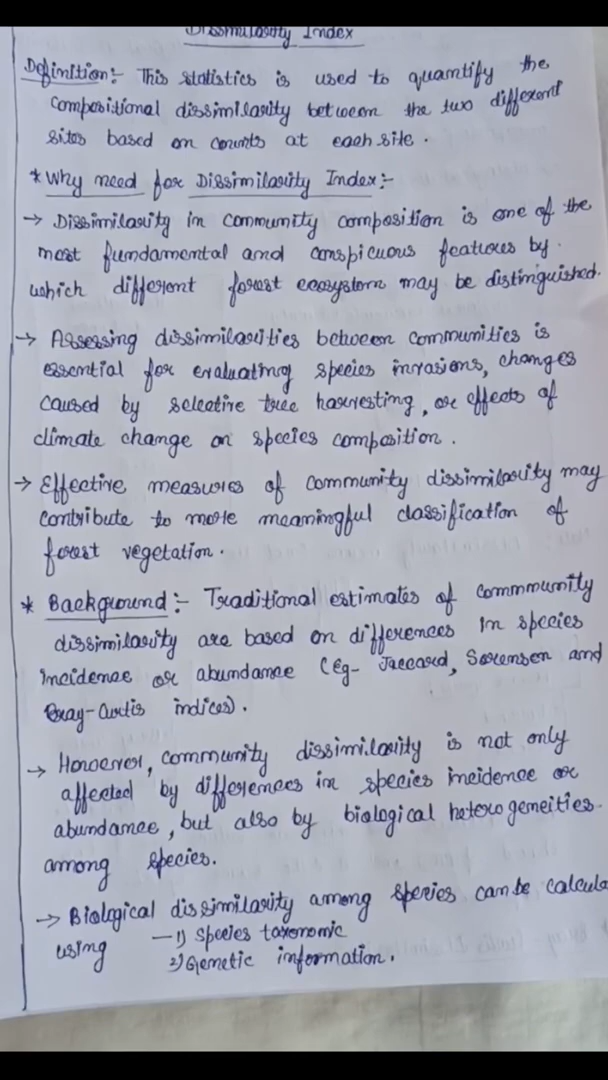 Dissimilarity Index
Definition:- This statistics is used to quantify the
compositional dissimilarity between the two different
sites based on counts at each site.
* Why need for Dissimilarity Index:-
→ Dissimilarity in community composition is one of the
most fundamental and conspicuous features by
which different forest ecosystem may be distinguished.
→ Assessing dissimilarities between communities is
essential for evaluating species invasions, changes
caused by selective tree harvesting, or effects of
climate change on species composition.
→ Effective measures of community dissimilarity may
contribute to more meaningful classification of
forest vegetation.
* Background:- Traditional estimates of commmunity
dissimilarity are based on differences in species
incidence or abundance (eg- Jaccard, Sorensen and
Bray-Curtis indices).
→ However, community dissimilarity is not only
affected by differences in species incidence or
abundance, but also by biological heterogeneities
among species.
→ Biological dissimilarity among species can be calcula
using — 1) Species taxonomic
2) Genetic information.